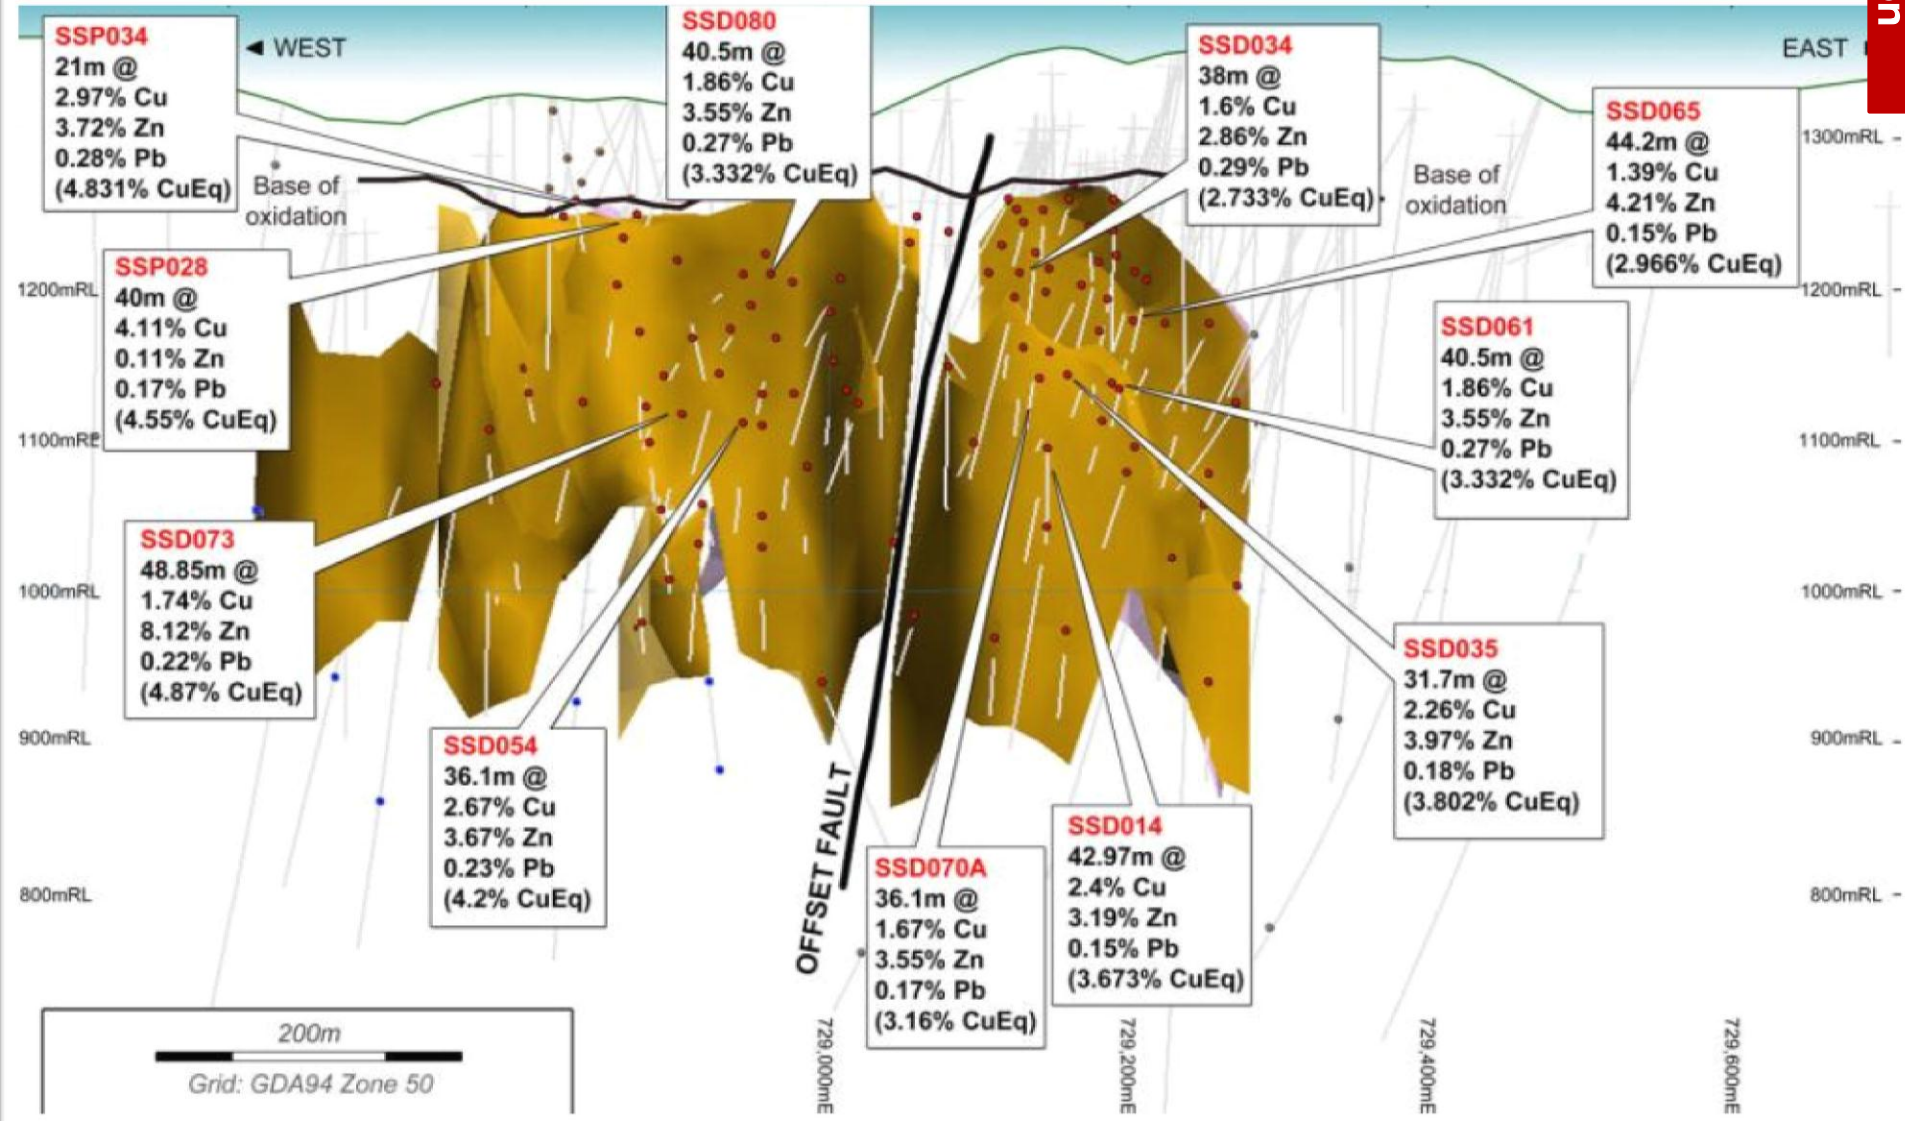 SSP034
21m @
2.97% Cu
3.72% Zn
0.28% Pb
(4.831% CuEq)
◄ WEST
SSD080
40.5m @
1.86% Cu
3.55% Zn
0.27% Pb
(3.332% CuEq)
SSD034
38m @
1.6% Cu
2.86% Zn
0.29% Pb
(2.733% CuEq)
EAST
SSD065
44.2m @
1.39% Cu
4.21% Zn
0.15% Pb
(2.966% CuEq)
1300mRL
Base of
oxidation
Base of
oxidation
SSP028
40m @
4.11% Cu
0.11% Zn
0.17% Pb
(4.55% CuEq)
1200mRL
1200mRL
SSD061
40.5m @
1.86% Cu
3.55% Zn
0.27% Pb
(3.332% CuEq)
1100mRL
1100mRL
SSD073
48.85m @
1.74% Cu
8.12% Zn
0.22% Pb
(4.87% CuEq)
1000mRL
1000mRL
SSD035
31.7m @
2.26% Cu
3.97% Zn
0.18% Pb
(3.802% CuEq)
900mRL
900mRL
SSD054
36.1m @
2.67% Cu
3.67% Zn
0.23% Pb
(4.2% CuEq)
OFFSET FAULT
SSD070A
36.1m @
1.67% Cu
3.55% Zn
0.17% Pb
(3.16% CuEq)
SSD014
42.97m @
2.4% Cu
3.19% Zn
0.15% Pb
(3.673% CuEq)
800mRL
800mRL
200m
Grid: GDA94 Zone 50
729,000mE
729,200mE
729,400mE
729,600mE